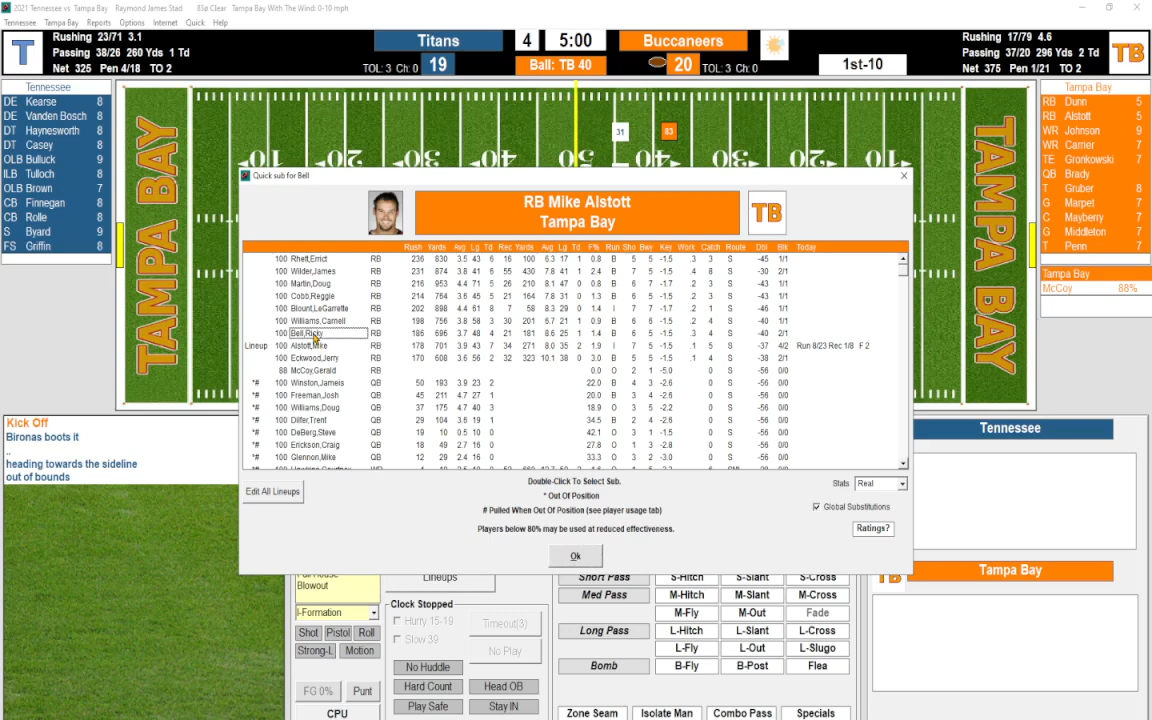 2021 Tennessee vs Tampa Bay Raymond James Stad 83ø Clear Tampa Bay With The Wind: 0-10 mph
Tennessee Tampa Bay Reports Options Internet Quick Help
T
Rushing 23/71 3.1
Passing 38/26 260 Yds 1 Td
Net 325 Pen 4/18 TO 2
Titans
TOL: 3 Ch: 0 19
4 5:00
Ball: TB 40
Buccaneers
20 TOL: 3 Ch: 0
1st-10
Rushing 17/79 4.6
Passing 37/20 296 Yds 2 Td
Net 375 Pen 1/21 TO 2
TB
Tennessee
DE Kearse 8
DE Vanden Bosch 8
DT Haynesworth 8
DT Casey 8
OLB Bulluck 9
ILB Tulloch 8
OLB Brown 7
CB Finnegan 8
CB Rolle 8
S Byard 9
FS Griffin 8
TAMPA BAY
31 83
TAMPA BAY
Tampa Bay
RB Dunn 5
RB Alstott 5
WR Johnson 9
WR Carrier 7
TE Gronkowski 7
QB Brady
T Gruber 8
G Marpet 7
C Mayberry 7
G Middleton 7
T Penn 7
Tampa Bay
McCoy 88%
Quick sub for Bell
RB Mike Alstott
Tampa Bay
TB
Rush Yards Avg Lg Td Rec Yards Avg Lg Td F% Run Sho Bwy Key Work Catch Route Dbl Blk Today
100 Rhett,Errict RB 236 830 3.5 43 6 16 100 6.3 17 1 0.8 B 5 5 -1.5 .3 3 S -45 1/1
100 Wilder,James RB 231 874 3.8 41 6 55 430 7.8 41 1 2.4 B 7 5 -1.5 .4 8 S -30 2/1
100 Martin,Doug RB 216 953 4.4 71 5 26 210 8.1 47 0 0.8 B 6 7 -1.7 .2 3 S -43 1/1
100 Cobb,Reggie RB 214 764 3.6 45 5 21 164 7.8 31 0 1.3 B 6 5 -1.5 .2 4 S -43 1/1
100 Blount,LeGarrette RB 202 898 4.4 61 8 7 58 8.3 29 0 1.4 I 7 7 -1.7 .2 1 S -46 1/1
100 Williams,Carnell RB 198 756 3.8 58 3 30 201 6.7 21 1 0.9 B 6 5 -1.5 .2 4 S -40 1/1
100 Bell,Ricky RB 186 696 3.7 48 4 21 181 8.6 25 1 1.4 B 6 5 -1.5 .3 4 S -40 2/1
Lineup 100 Alstott,Mike RB 178 701 3.9 43 7 34 271 8.0 35 2 1.9 I 7 5 -1.5 .1 5 S -37 4/2 Run 8/23 Rec 1/8 F 2
100 Eckwood,Jerry RB 170 608 3.6 56 2 32 323 10.1 38 0 3.0 B 5 5 -1.5 .1 4 S -38 2/1
88 McCoy,Gerald RB 0.0 O 2 1 -5.0 0 S -56 0/0
*# 100 Winston,Jameis QB 50 193 3.9 23 2 22.0 B 4 3 -2.6 0 S -56 0/0
*# 100 Freeman,Josh QB 45 211 4.7 27 1 20.0 B 3 4 -2.6 0 S -56 0/0
*# 100 Williams,Doug QB 37 175 4.7 40 3 18.9 O 3 5 -2.2 0 S -56 0/0
*# 100 Dilfer,Trent QB 29 104 3.6 19 1 34.5 B 2 4 -2.6 0 S -56 0/0
*# 100 DeBerg,Steve QB 19 10 0.5 10 0 42.1 O 3 1 -1.5 0 S -56 0/0
*# 100 Erickson,Craig QB 18 49 2.7 16 0 27.8 O 1 3 -2.8 0 S -56 0/0
*# 100 Glennon,Mike QB 12 29 2.4 16 0 33.3 O 2 2 -3.0 0 S -56 0/0
Edit All Lineups
Double-Click To Select Sub.
* Out Of Position
# Pulled When Out Of Position (see player usage tab)
Players below 80% may be used at reduced effectiveness.
Stats Real
Global Substitutions
Ratings?
Ok
Kick Off
Bironas boots it
..
heading towards the sideline
out of bounds
Blowout
I-Formation
Shot Pistol Roll
Strong-L Motion
FG 0% Punt
CPU
Lineups
Clock Stopped
Hurry 15-19 Timeout(3)
Slow 39 No Play
No Huddle
Hard Count Head OB
Play Safe Stay IN
Short Pass S-Hitch S-Slant S-Cross
Med Pass M-Hitch M-Slant M-Cross
M-Fly M-Out Fade
Long Pass L-Hitch L-Slant L-Cross
L-Fly L-Out L-Slugo
Bomb B-Fly B-Post Flea
Zone Seam Isolate Man Combo Pass Specials
Tennessee
TB Tampa Bay